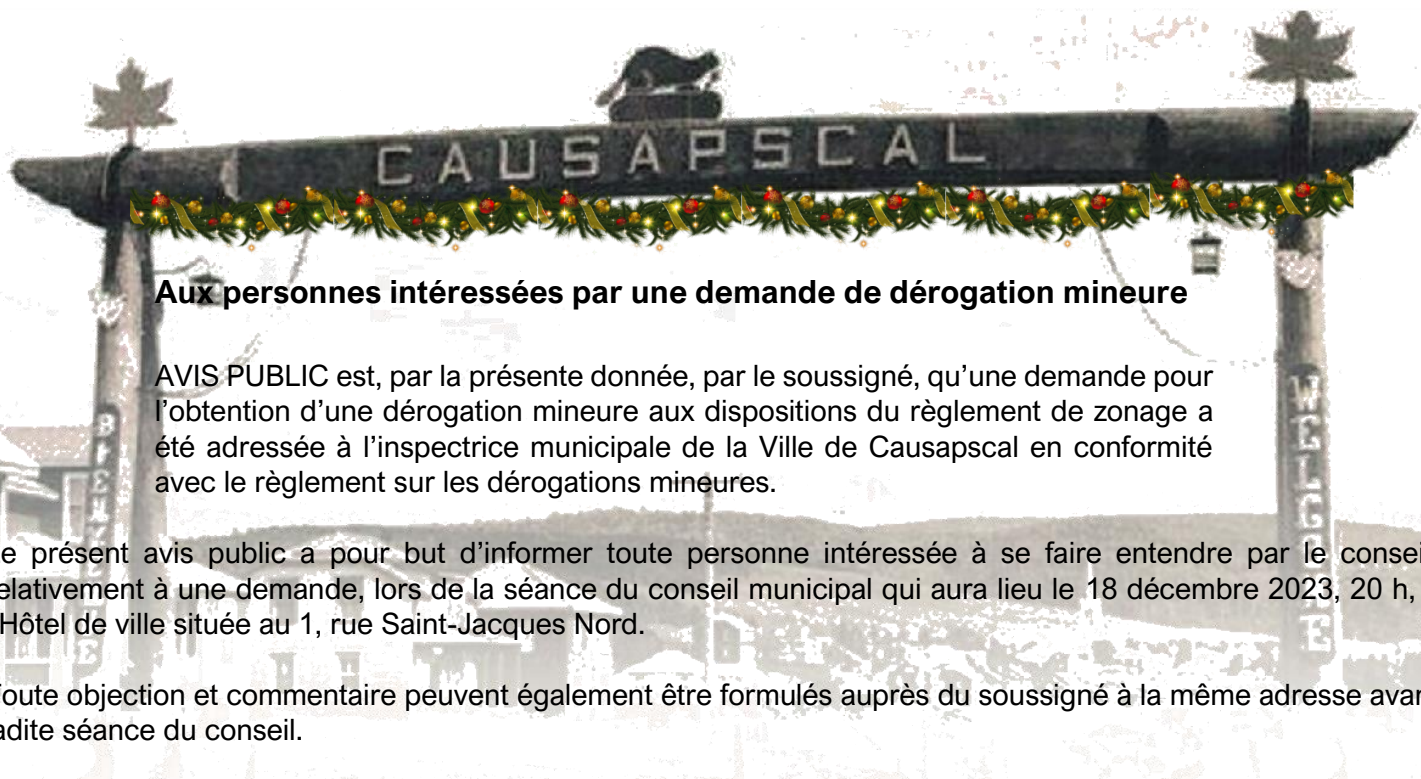 CAUSAPSCAL
Aux personnes intéressées par une demande de dérogation mineure
AVIS PUBLIC est, par la présente donnée, par le soussigné, qu’une demande pour
l’obtention d’une dérogation mineure aux dispositions du règlement de zonage a
été adressée à l’inspectrice municipale de la Ville de Causapscal en conformité
avec le règlement sur les dérogations mineures.
e présent avis public a pour but d’informer toute personne intéressée à se faire entendre par le consei
elativement à une demande, lors de la séance du conseil municipal qui aura lieu le 18 décembre 2023, 20 h,
’Hôtel de ville située au 1, rue Saint-Jacques Nord.
oute objection et commentaire peuvent également être formulés auprès du soussigné à la même adresse avan
adite séance du conseil.
WELCOME